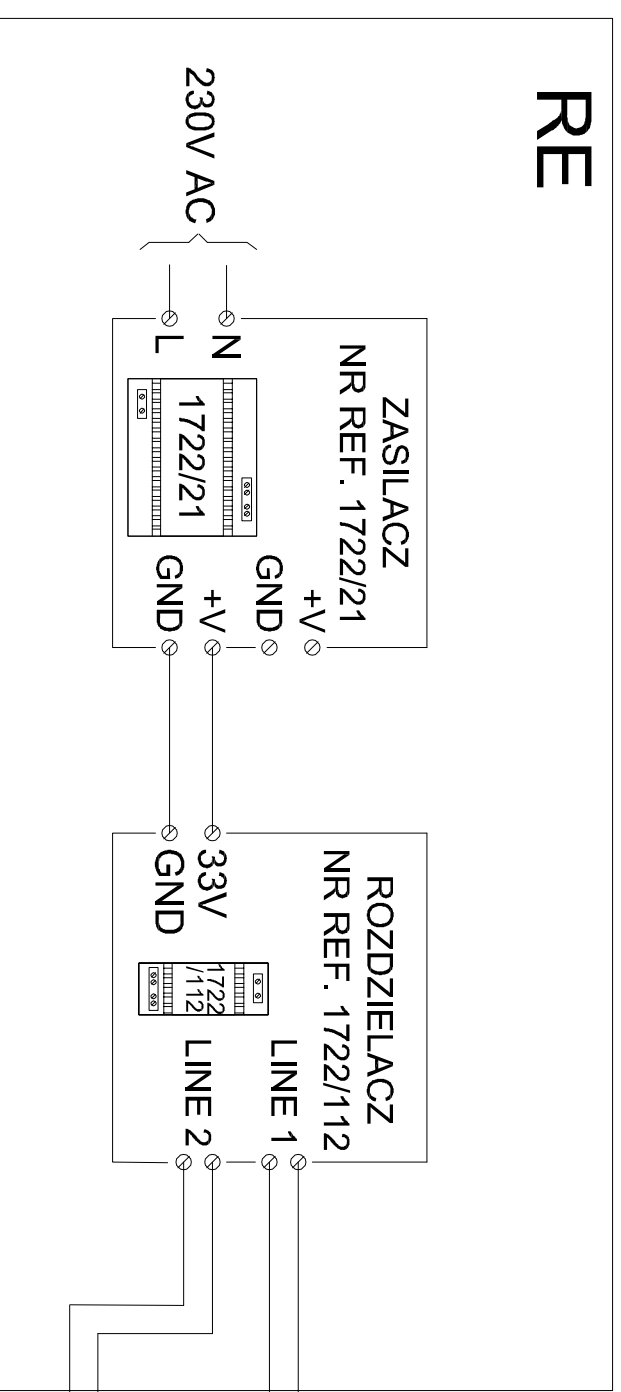 RE
230V AC
L
N
ZASILACZ
NR REF. 1722/21
1722/21
GND
+V
GND
+V
GND
33V
ROZDZIELACZ
NR REF. 1722/112
1722
/112
LINE 2
LINE 1